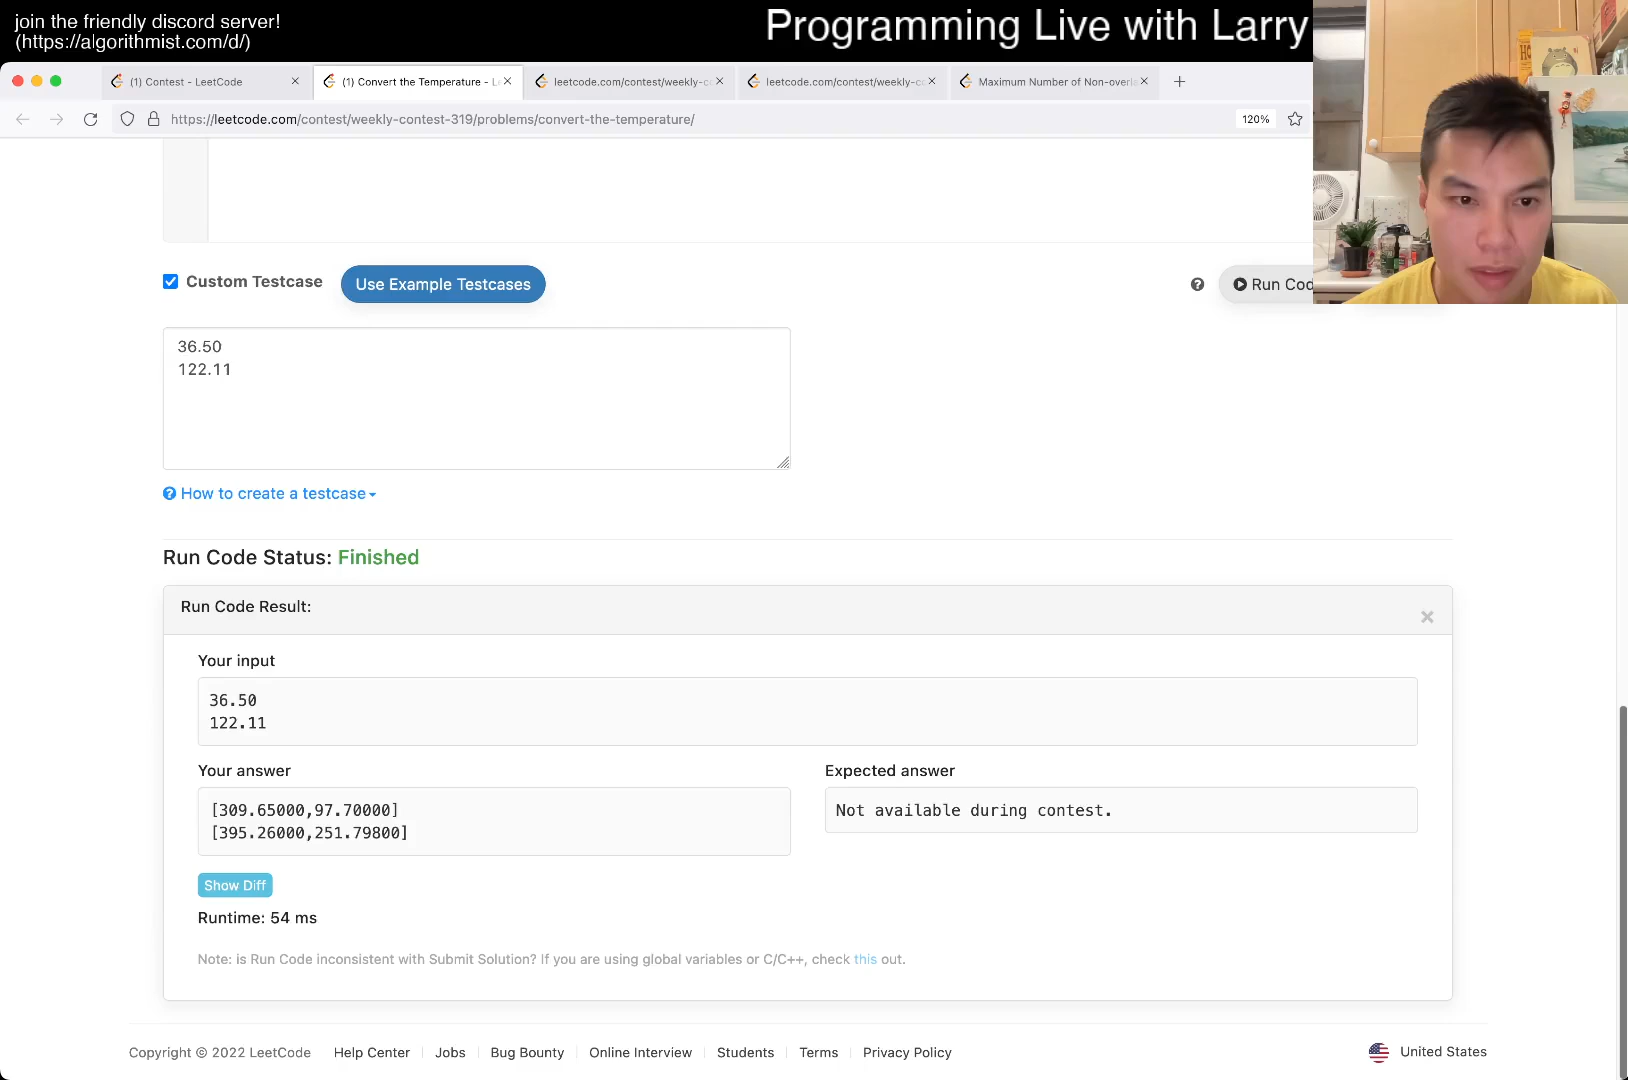 join the friendly discord server!
(https://algorithmist.com/d/)
Programming Live with Larry
(1) Contest - LeetCode
(1) Convert the Temperature - Le
leetcode.com/contest/weekly-co
leetcode.com/contest/weekly-co
Maximum Number of Non-overla
https://leetcode.com/contest/weekly-contest-319/problems/convert-the-temperature/
120%
Custom Testcase
Use Example Testcases
Run Cod
36.50
122.11
How to create a testcase
Run Code Status: Finished
Run Code Result:
Your input
36.50
122.11
Your answer
Expected answer
[309.65000,97.70000]
[395.26000,251.79800]
Not available during contest.
Show Diff
Runtime: 54 ms
Note: is Run Code inconsistent with Submit Solution? If you are using global variables or C/C++, check this out.
Copyright © 2022 LeetCode
Help Center
Jobs
Bug Bounty
Online Interview
Students
Terms
Privacy Policy
United States